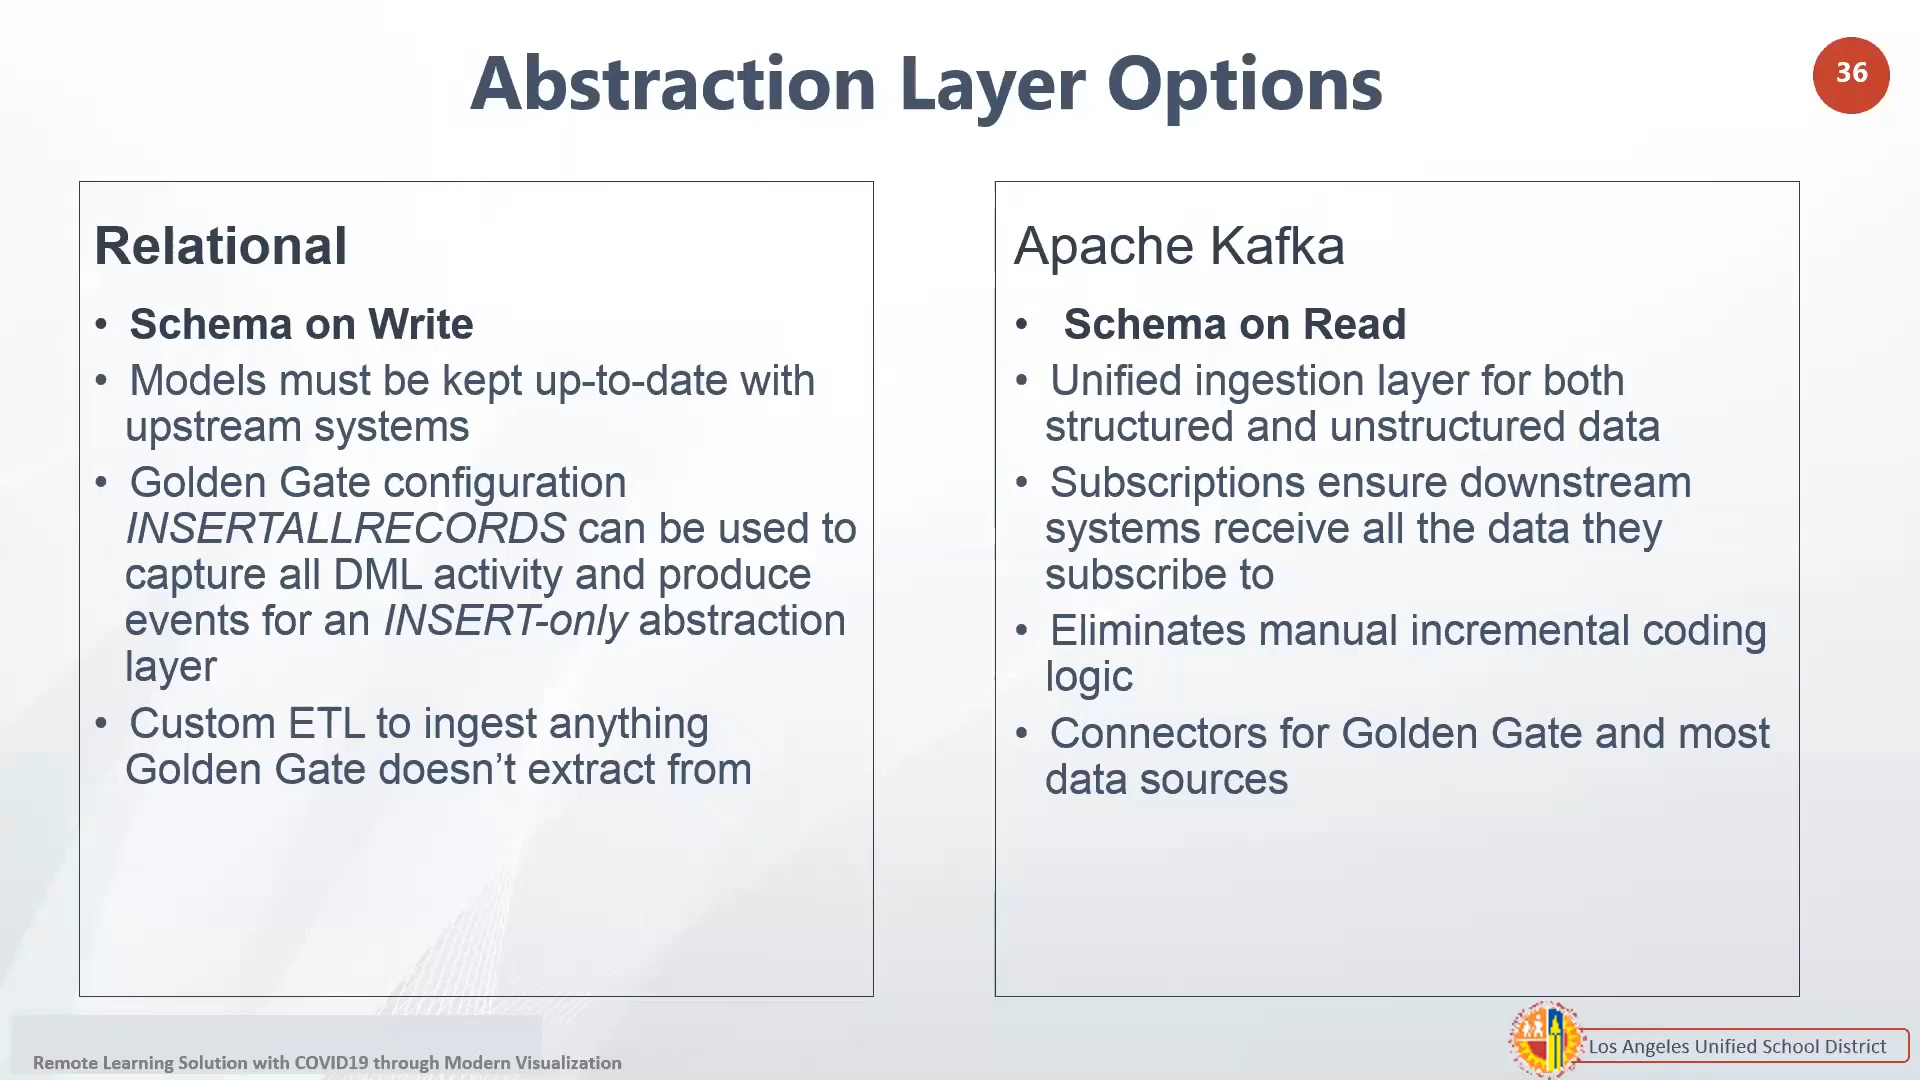 Abstraction Layer Options
36
Relational
• Schema on Write
• Models must be kept up-to-date with
upstream systems
• Golden Gate configuration
INSERTALLRECORDS can be used to
capture all DML activity and produce
events for an INSERT-only abstraction
layer
• Custom ETL to ingest anything
Golden Gate doesn’t extract from
Apache Kafka
• Schema on Read
• Unified ingestion layer for both
structured and unstructured data
• Subscriptions ensure downstream
systems receive all the data they
subscribe to
• Eliminates manual incremental coding
logic
• Connectors for Golden Gate and most
data sources
Remote Learning Solution with COVID19 through Modern Visualization
Los Angeles Unified School District